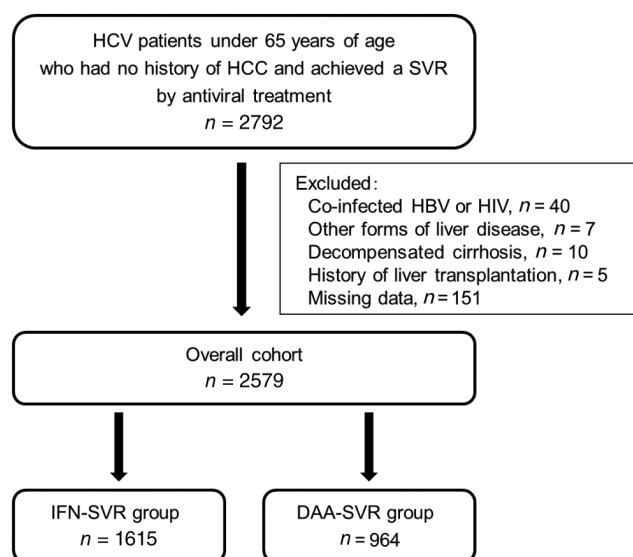 HCV patients under 65 years of age
who had no history of HCC and achieved a SVR
by antiviral treatment
n = 2792
Excluded:
Co-infected HBV or HIV, n = 40
Other forms of liver disease, n = 7
Decompensated cirrhosis, n = 10
History of liver transplantation, n = 5
Missing data, n = 151
Overall cohort
n = 2579
IFN-SVR group
n = 1615
DAA-SVR group
n = 964